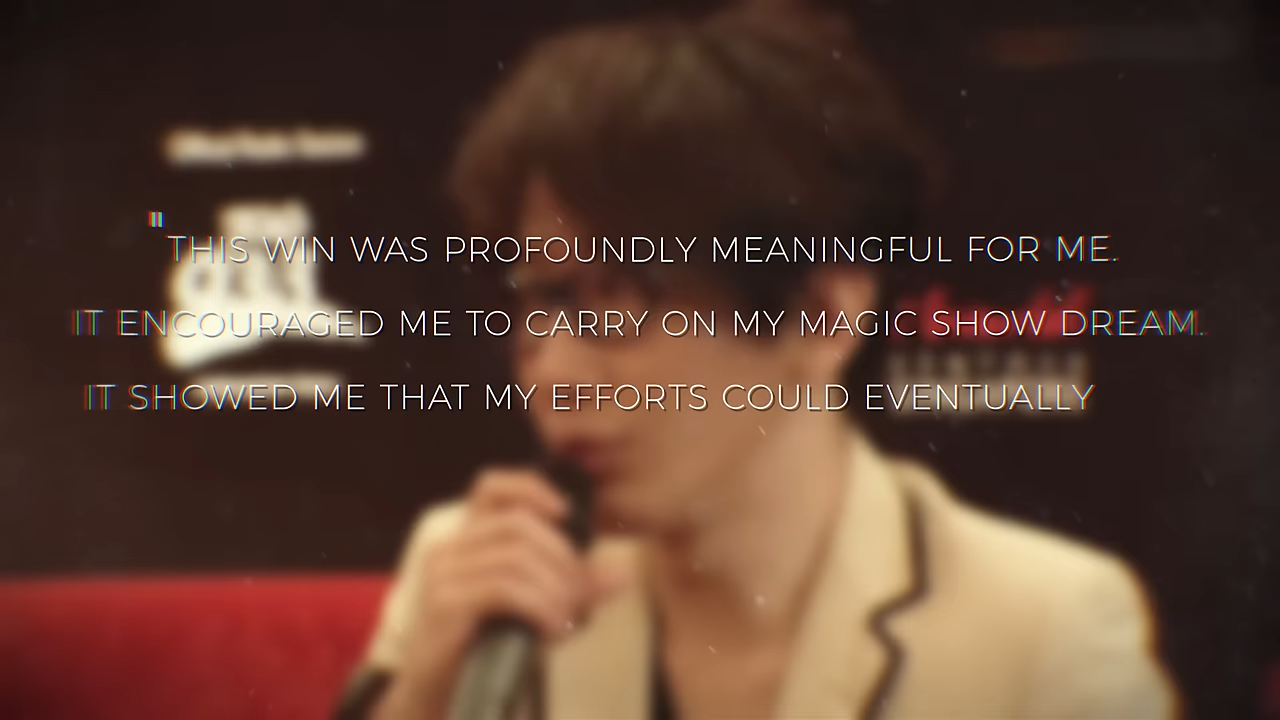 "THIS WIN WAS PROFOUNDLY MEANINGFUL FOR ME.
IT ENCOURAGED ME TO CARRY ON MY MAGIC SHOW DREAM.
IT SHOWED ME THAT MY EFFORTS COULD EVENTUALLY